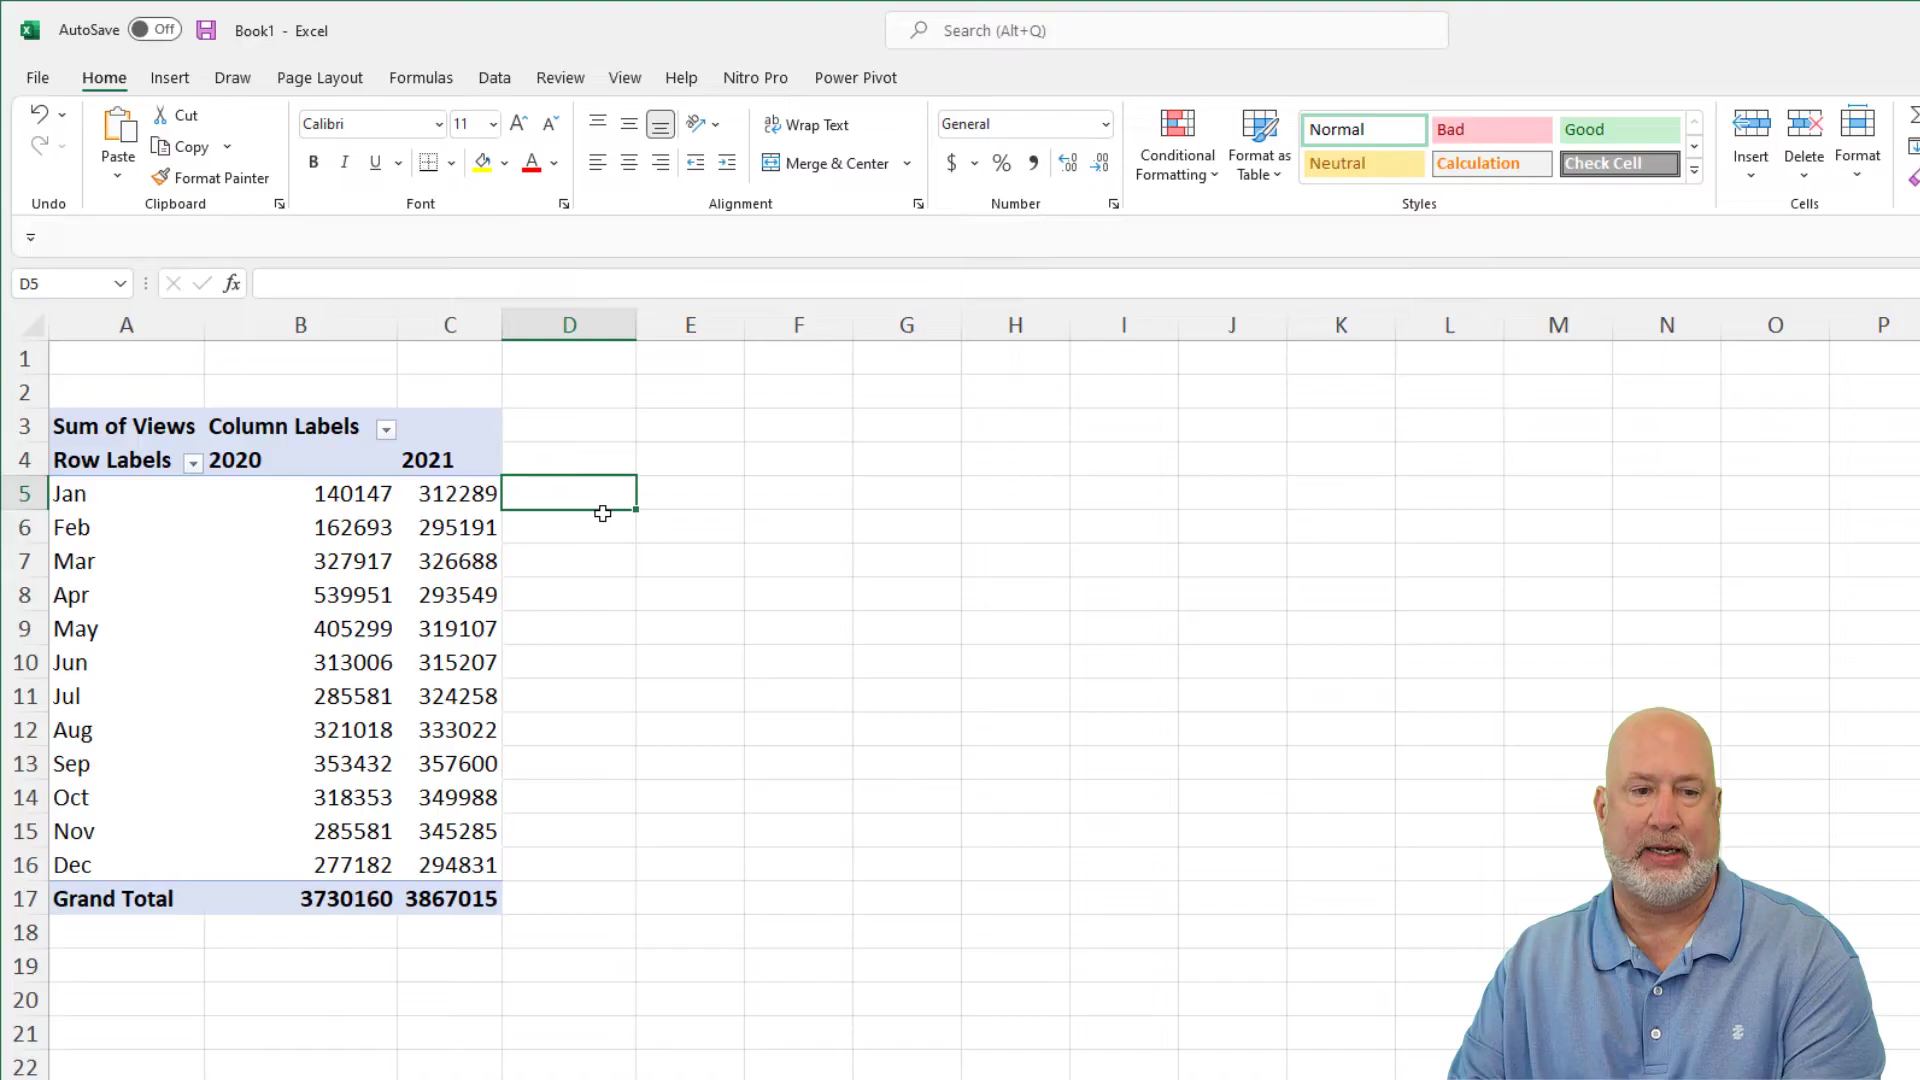 AutoSave Off Book1 - Excel Search (Alt+Q)
File Home Insert Draw Page Layout Formulas Data Review View Help Nitro Pro Power Pivot
Paste
Cut
Copy
Format Painter
Calibri 11
B I U A
Wrap Text
Merge & Center
General
$ % 9
Conditional Formatting
Format as Table
Normal Bad Good
Neutral Calculation Check Cell
Insert Delete Format
Undo Clipboard Font Alignment Number Styles Cells
D5 fx
A B C D E F G H I J K L M N O P
1
2
3 Sum of Views Column Labels
4 Row Labels 2020 2021
5 Jan 140147 312289
6 Feb 162693 295191
7 Mar 327917 326688
8 Apr 539951 293549
9 May 405299 319107
10 Jun 313006 315207
11 Jul 285581 324258
12 Aug 321018 333022
13 Sep 353432 357600
14 Oct 318353 349988
15 Nov 285581 345285
16 Dec 277182 294831
17 Grand Total 3730160 3867015
18
19
20
21
22